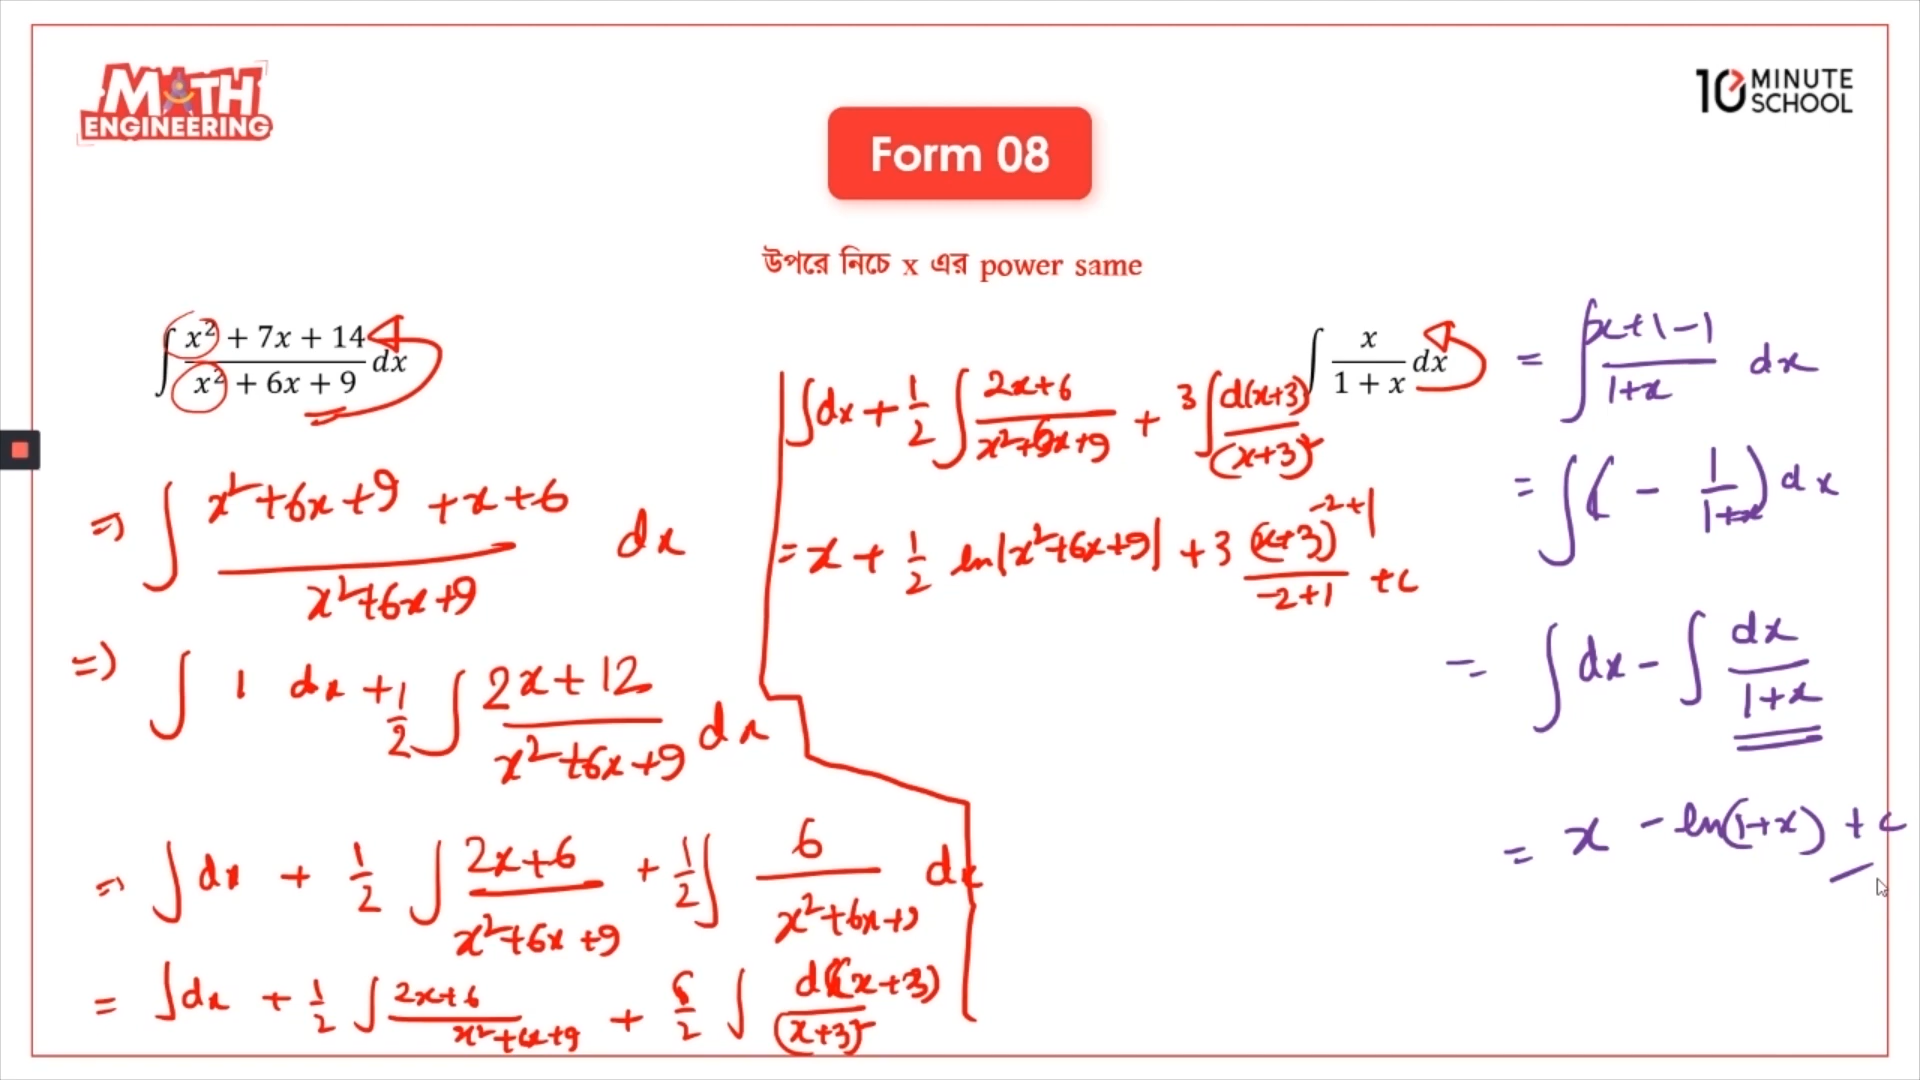 MATH
ENGINEERING
10 MINUTE
SCHOOL
Form 08
উপরে নিচে x এর power same
∫ (x² + 7x + 14)/(x² + 6x + 9) dx
⇒ ∫ (x²+6x+9 +x+6)/(x²+6x+9) dx
⇒ ∫ 1 dx + 1/2 ∫ (2x+12)/(x²+6x+9) dx
⇒ ∫ dx + 1/2 ∫ (2x+6)/(x²+6x+9) + 1/2 ∫ 6/(x²+6x+9) dx
= ∫dx + 1/2 ∫ (2x+6)/(x²+6x+9) + 6/2 ∫ d(x+3)/(x+3)²
∫dx + 1/2 ∫ (2x+6)/(x²+6x+9) + 3 ∫ d(x+3)/(x+3)²
= x + 1/2 ln|x²+6x+9| + 3 (x+3)^(-2+1)/(-2+1) + c
∫ x/(1 + x) dx
= ∫ (x+1-1)/(1+x) dx
= ∫(1 - 1/(1+x)) dx
= ∫dx - ∫ dx/(1+x)
= x - ln(1+x) + c